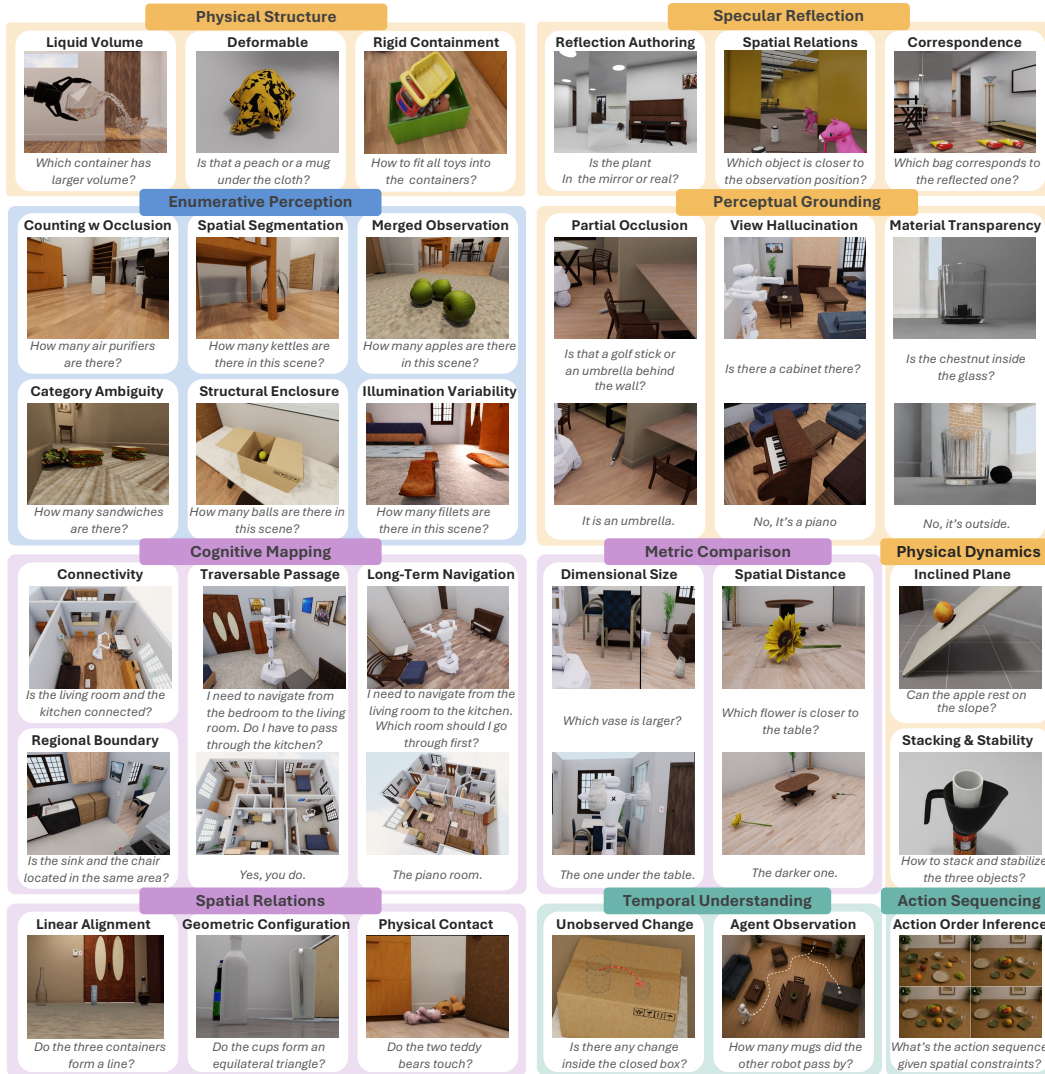 Physical Structure
Liquid Volume
Which container has
larger volume?
Deformable
Is that a peach or a mug
under the cloth?
Rigid Containment
How to fit all toys into
the containers?
Specular Reflection
Reflection Authoring
Is the plant
In the mirror or real?
Spatial Relations
Which object is closer to
the observation position?
Correspondence
Which bag corresponds to
the reflected one?
Enumerative Perception
Counting w Occlusion
How many air purifiers
are there?
Spatial Segmentation
How many kettles are
there in this scene?
Merged Observation
How many apples are there
in this scene?
Category Ambiguity
How many sandwiches
are there?
Structural Enclosure
How many balls are there in
this scene?
Illumination Variability
How many fillets are
there in this scene?
Perceptual Grounding
Partial Occlusion
Is that a golf stick or
an umbrella behind
the wall?
It is an umbrella.
View Hallucination
Is there a cabinet there?
No, It's a piano
Material Transparency
Is the chestnut inside
the glass?
No, it's outside.
Cognitive Mapping
Connectivity
Is the living room and the
kitchen connected?
Regional Boundary
Is the sink and the chair
located in the same area?
Traversable Passage
I need to navigate from
the bedroom to the living
room. Do I have to pass
through the kitchen?
Yes, you do.
Long-Term Navigation
I need to navigate from the
living room to the kitchen.
Which room should I go
through first?
The piano room.
Metric Comparison
Dimensional Size
Which vase is larger?
The one under the table.
Spatial Distance
Which flower is closer to
the table?
The darker one.
Physical Dynamics
Inclined Plane
Can the apple rest on
the slope?
Stacking & Stability
How to stack and stabilize
the three objects?
Spatial Relations
Linear Alignment
Do the three containers
form a line?
Geometric Configuration
Do the cups form an
equilateral triangle?
Physical Contact
Do the two teddy
bears touch?
Temporal Understanding
Unobserved Change
Is there any change
inside the closed box?
Agent Observation
How many mugs did the
other robot pass by?
Action Sequencing
Action Order Inference
What's the action sequence
given spatial constraints?